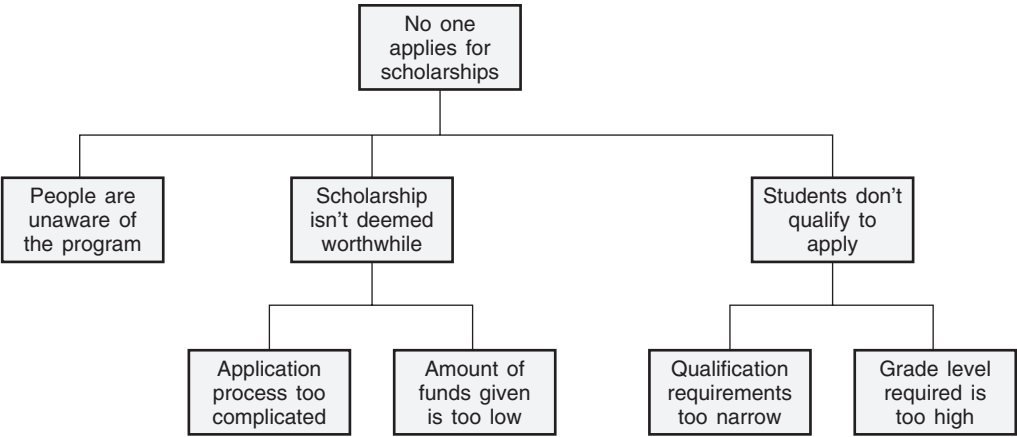 No one
applies for
scholarships
People are
unaware of
the program
Scholarship
isn't deemed
worthwhile
Students don't
qualify to
apply
Application
process too
complicated
Amount of
funds given
is too low
Qualification
requirements
too narrow
Grade level
required is
too high